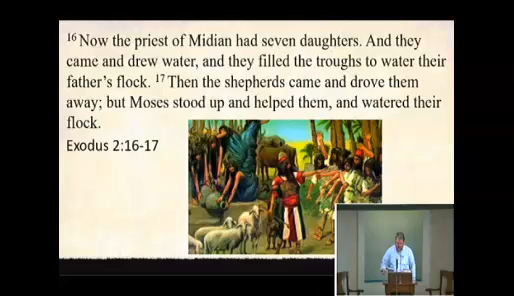 16 Now the priest of Midian had seven daughters. And they
came and drew water, and they filled the troughs to water their
father's flock. 17 Then the shepherds came and drove them
away; but Moses stood up and helped them, and watered their
flock.
Exodus 2:16-17